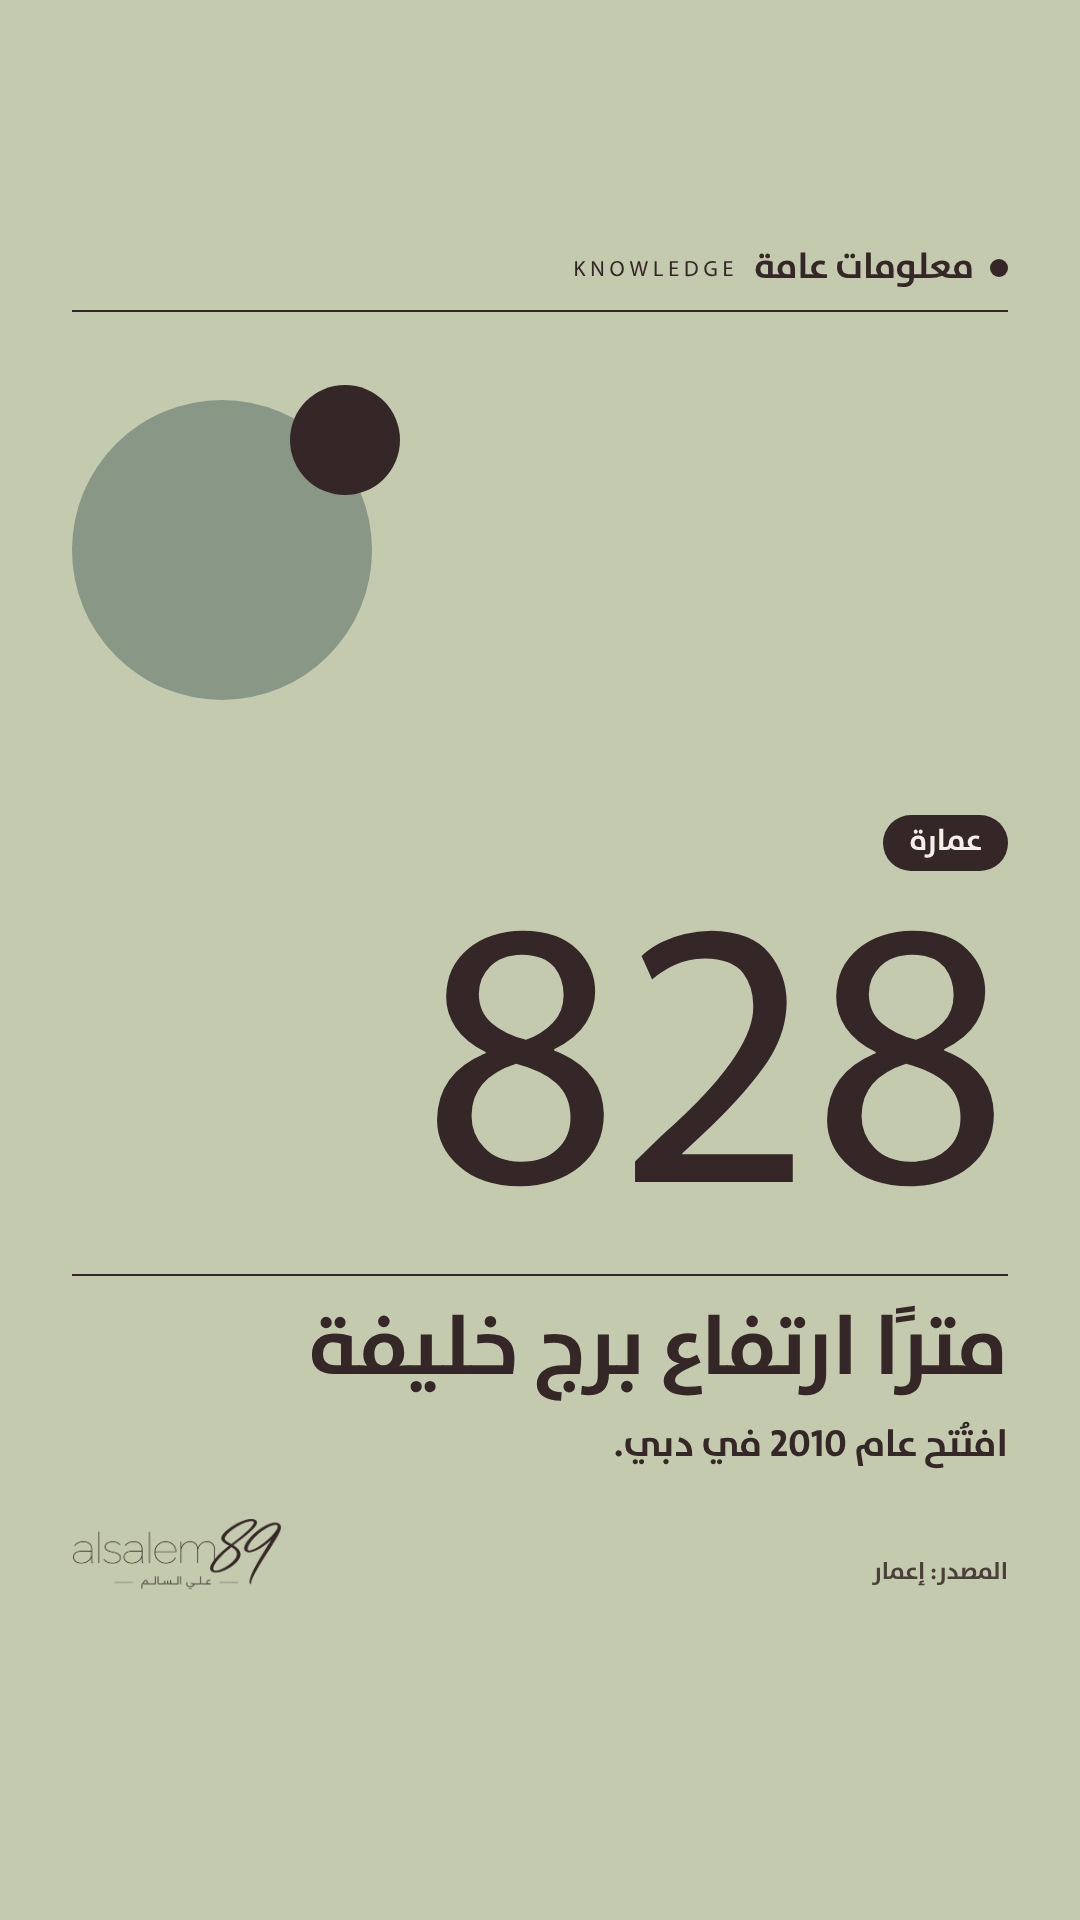 معلومات عامة KNOWLEDGE
عمارة
828
مترًا ارتفاع برج خليفة
افتُتح عام 2010 في دبي.
المصدر: إعمار
alsalem89
علي السالم